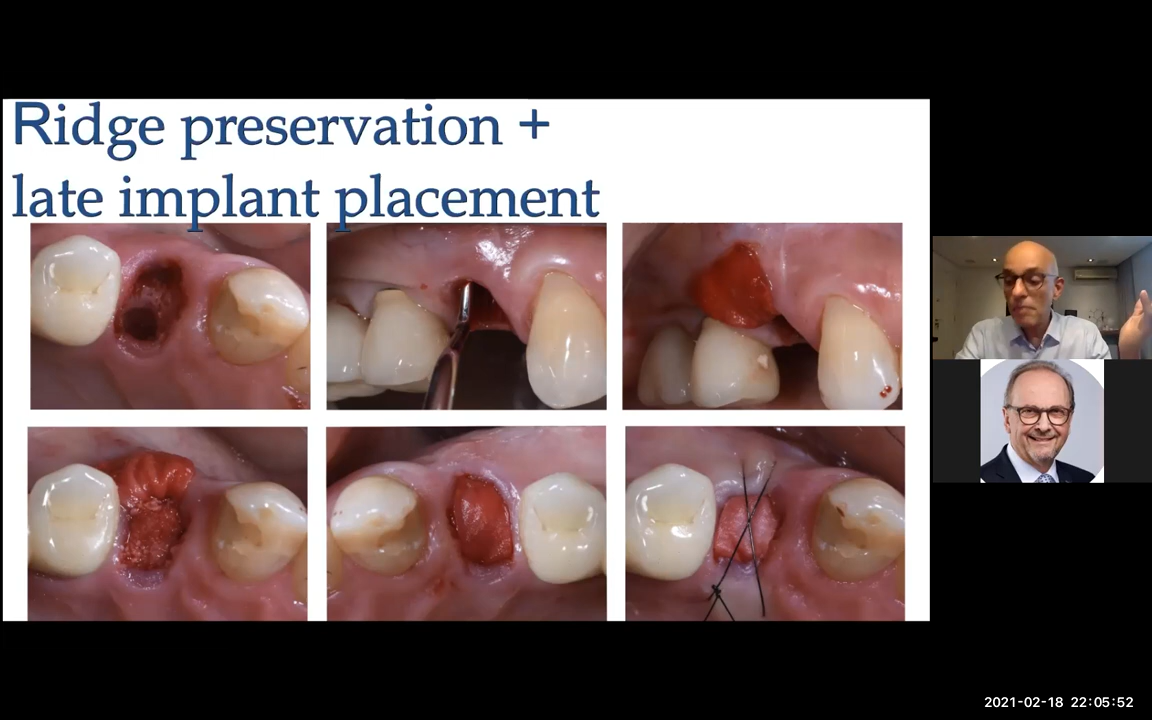 Ridge preservation +
late implant placement
2021-02-18 22:05:52